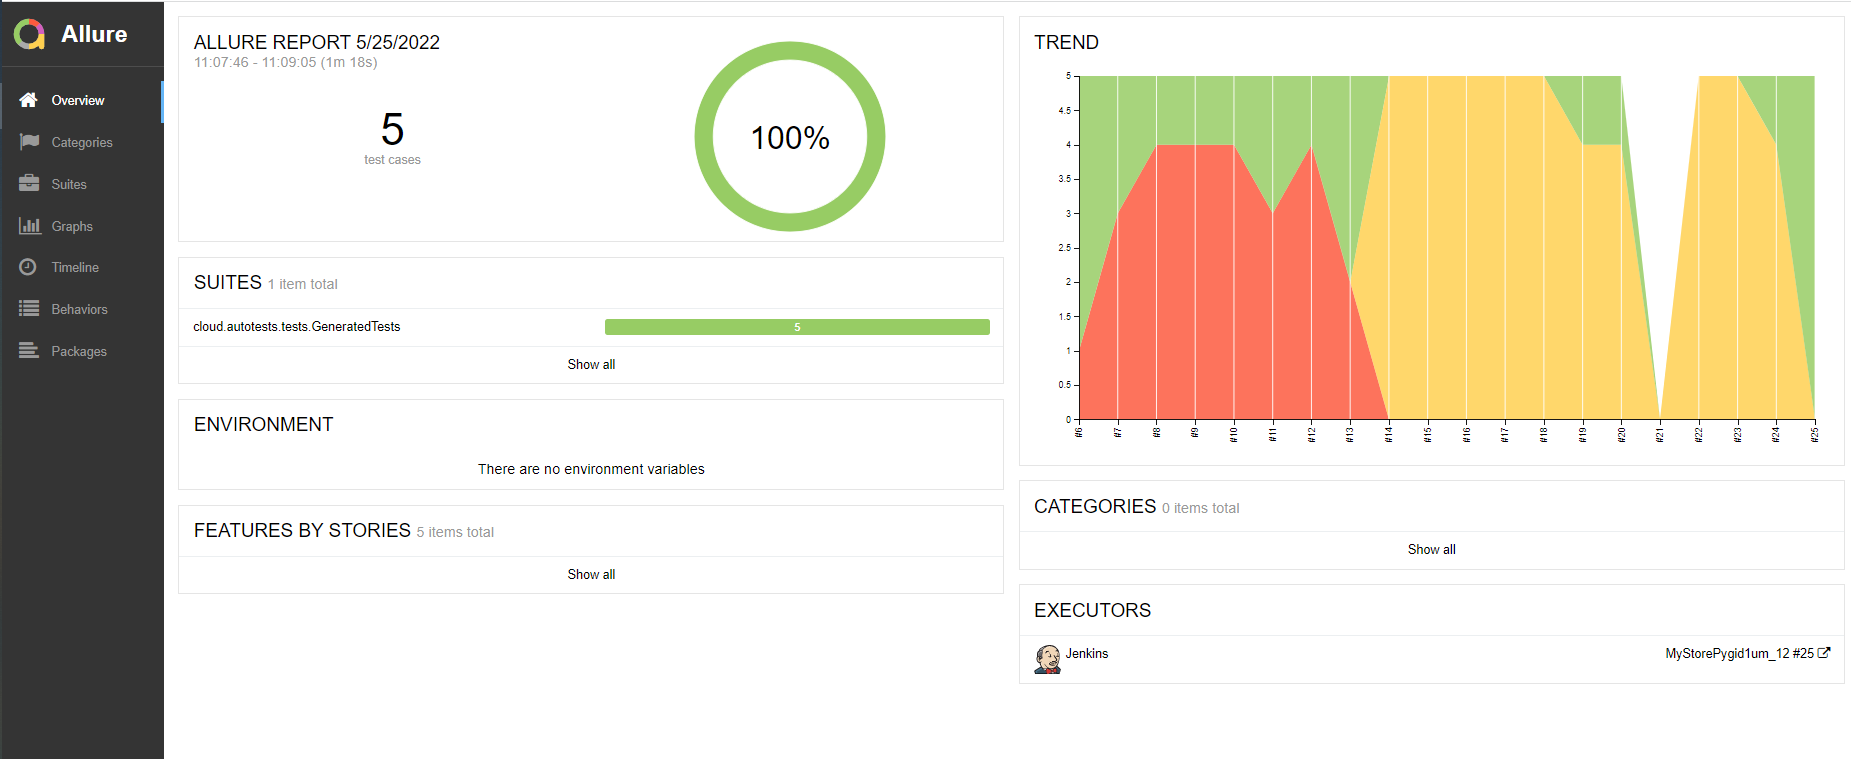 Allure
Overview
Categories
Suites
Graphs
Timeline
Behaviors
Packages
ALLURE REPORT 5/25/2022
11:07:46 - 11:09:05 (1m 18s)
5
test cases
100%
SUITES 1 item total
cloud.autotests.tests.GeneratedTests 5
Show all
ENVIRONMENT
There are no environment variables
FEATURES BY STORIES 5 items total
Show all
TREND
5
4.5
4
3.5
3
2.5
2
1.5
1
0.5
0
#6 #7 #8 #9 #10 #11 #12 #13 #14 #15 #16 #17 #18 #19 #20 #21 #22 #23 #24 #25
CATEGORIES 0 items total
Show all
EXECUTORS
Jenkins MyStorePygid1um_12 #25